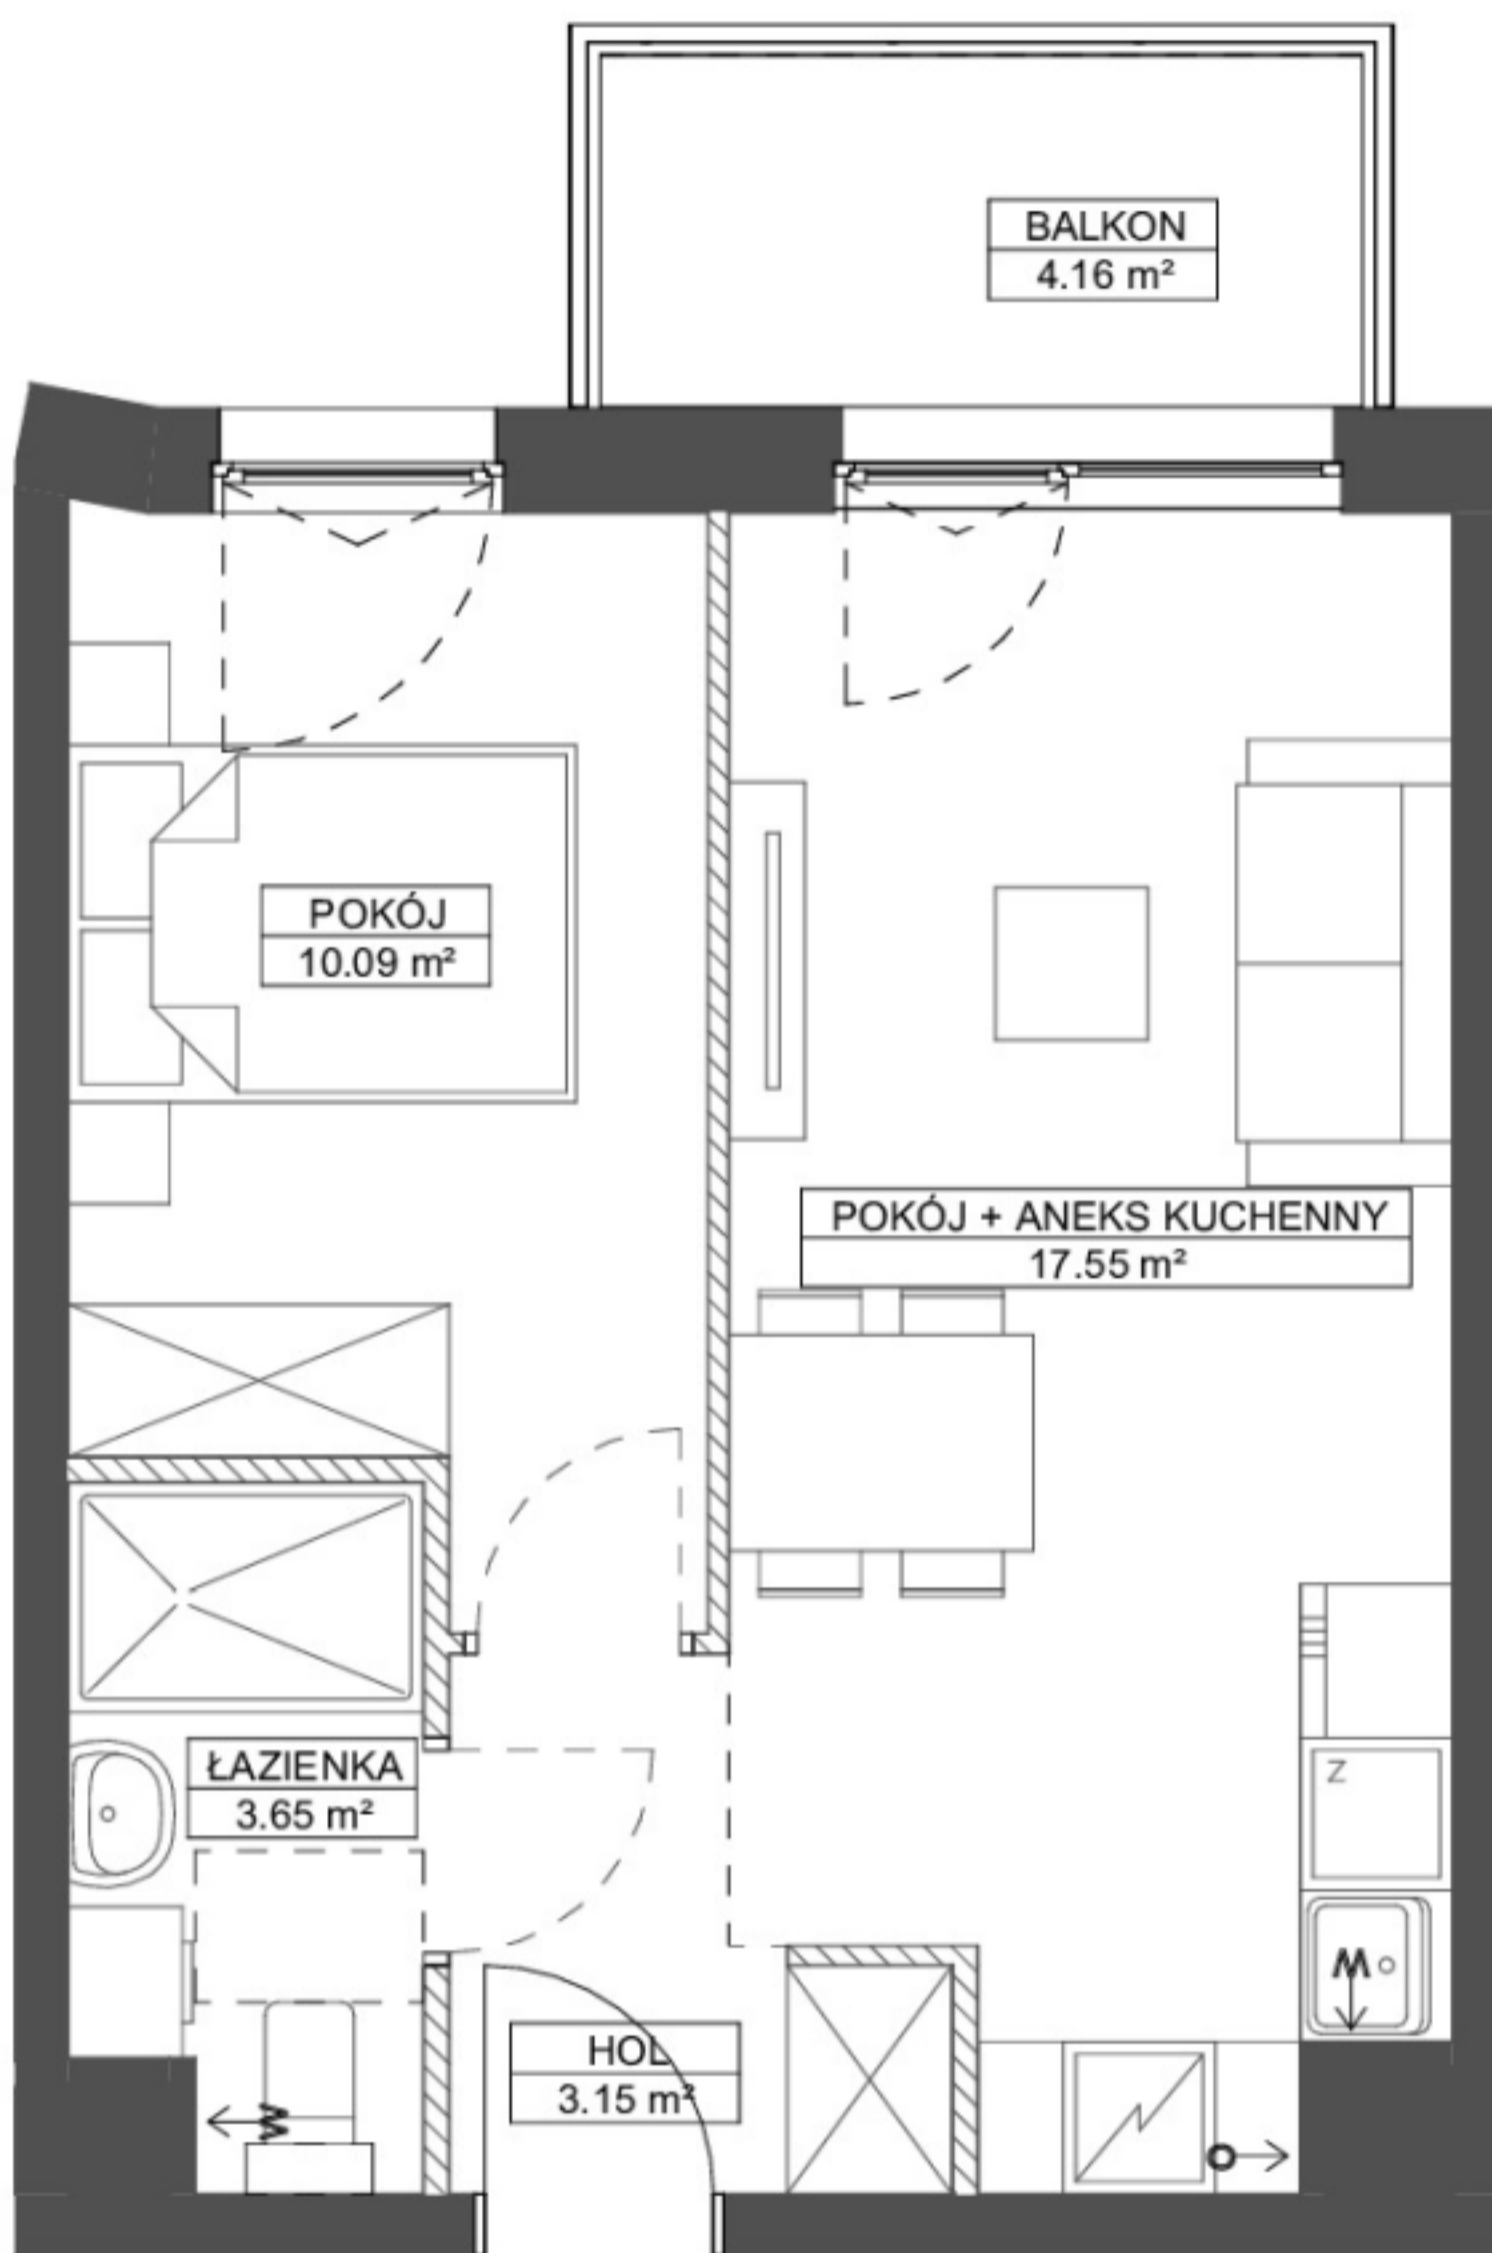 BALKON
4.16 m²
POKÓJ
10.09 m²
POKÓJ + ANEKS KUCHENNY
17.55 m²
ŁAZIENKA
3.65 m²
Z
W
HOL
3.15 m²
W